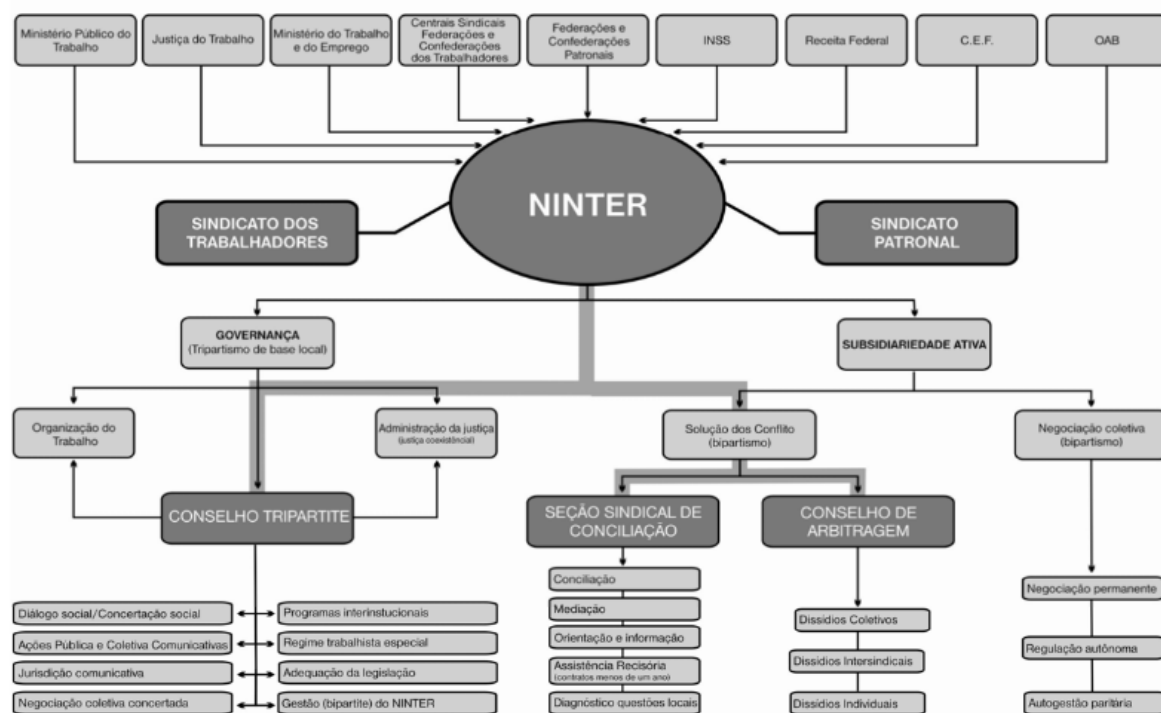 Ministério Público do
Trabalho
Justiça do Trabalho
Ministério do Trabalho
e do Emprego
Centrais Sindicais
Federações e
Confederações
dos Trabalhadores
Federações e
Confederações
Patronais
INSS
Receita Federal
C.E.F.
OAB
NINTER
SINDICATO DOS
TRABALHADORES
SINDICATO
PATRONAL
GOVERNANÇA
(Tripartismo de base local)
SUBSIDIARIEDADE ATIVA
Organização do
Trabalho
Administração da justiça
(justiça coexistêncial)
Solução dos Conflito
(bipartismo)
Negociação coletiva
(bipartismo)
CONSELHO TRIPARTITE
SEÇÃO SINDICAL DE
CONCILIAÇÃO
CONSELHO DE
ARBITRAGEM
Diálogo social/Concertação social
Ações Pública e Coletiva Comunicativas
Jurisdição comunicativa
Negociação coletiva concertada
Programas interinstucionais
Regime trabalhista especial
Adequação da legislação
Gestão (bipartite) do NINTER
Conciliação
Mediação
Orientação e informação
Assistência Recisória
(contratos menos de um ano)
Diagnóstico questões locais
Dissídios Coletivos
Dissídios Intersindicais
Dissídios Individuais
Negociação permanente
Regulação autônoma
Autogestão paritária